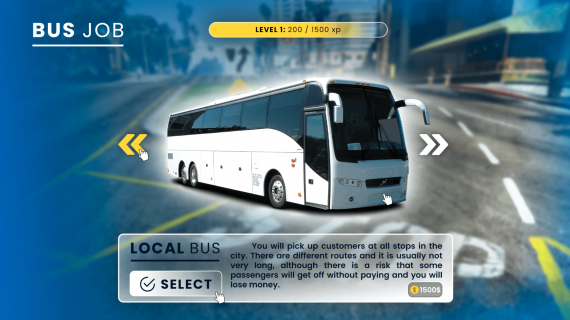 BUS JOB
LEVEL 1: 200 / 1500 xp
LOCAL BUS
SELECT
You will pick up customers at all stops in the
city. There are different routes and it is usually not
very long, although there is a risk that some
passengers will get off without paying and you will
lose money.
1500$